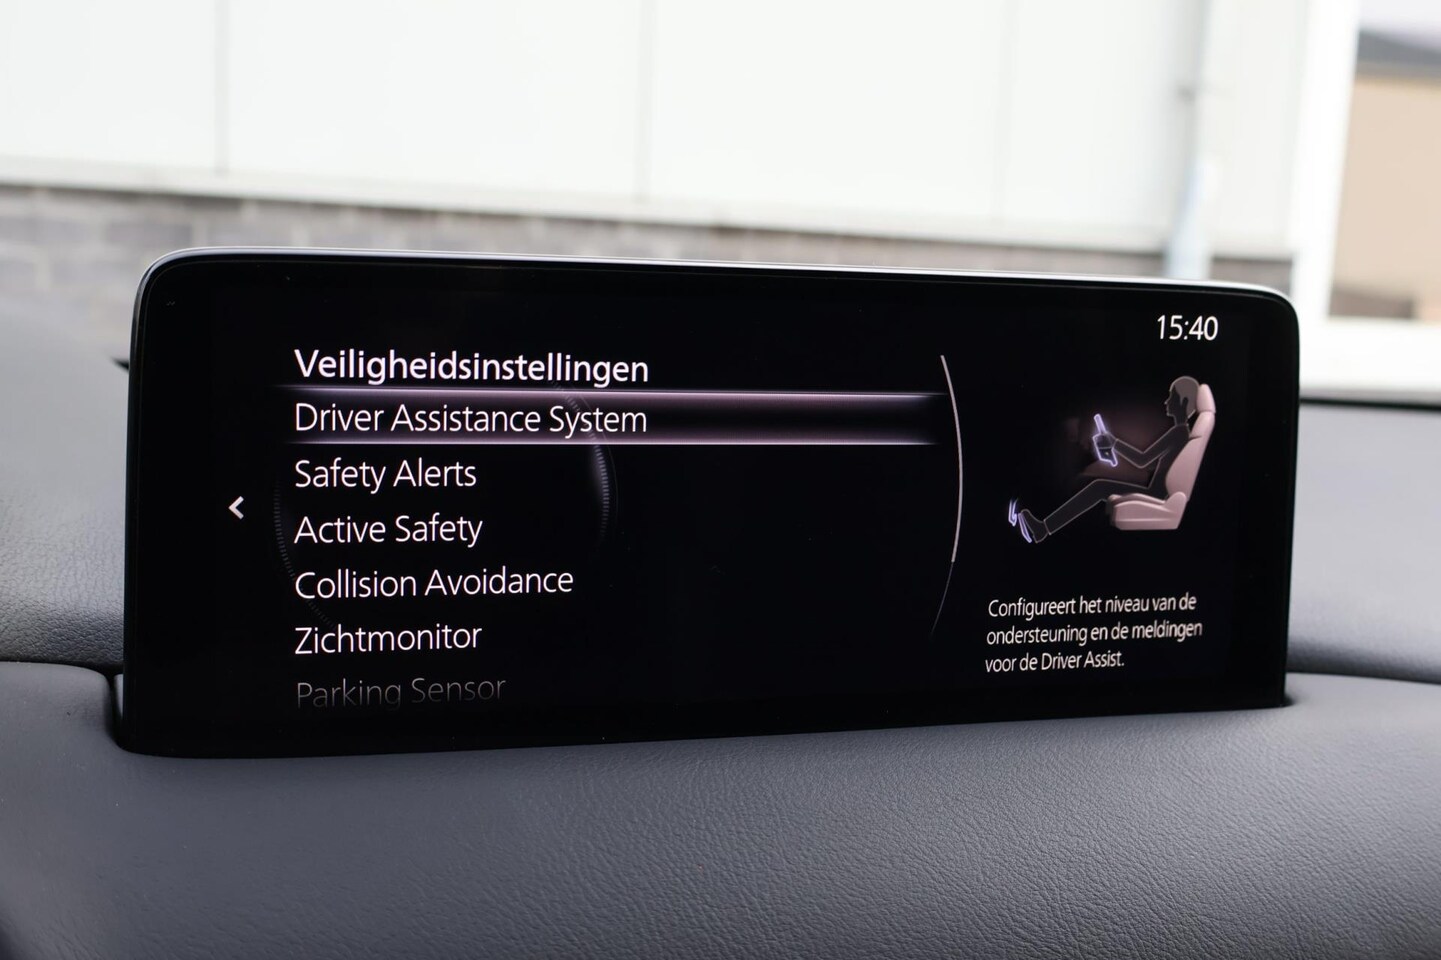 15:40
Veiligheidsinstellingen
Driver Assistance System
Safety Alerts
Active Safety
Collision Avoidance
Zichtmonitor
Parking Sensor
Configureert het niveau van de
ondersteuning en de meldingen
voor de Driver Assist.